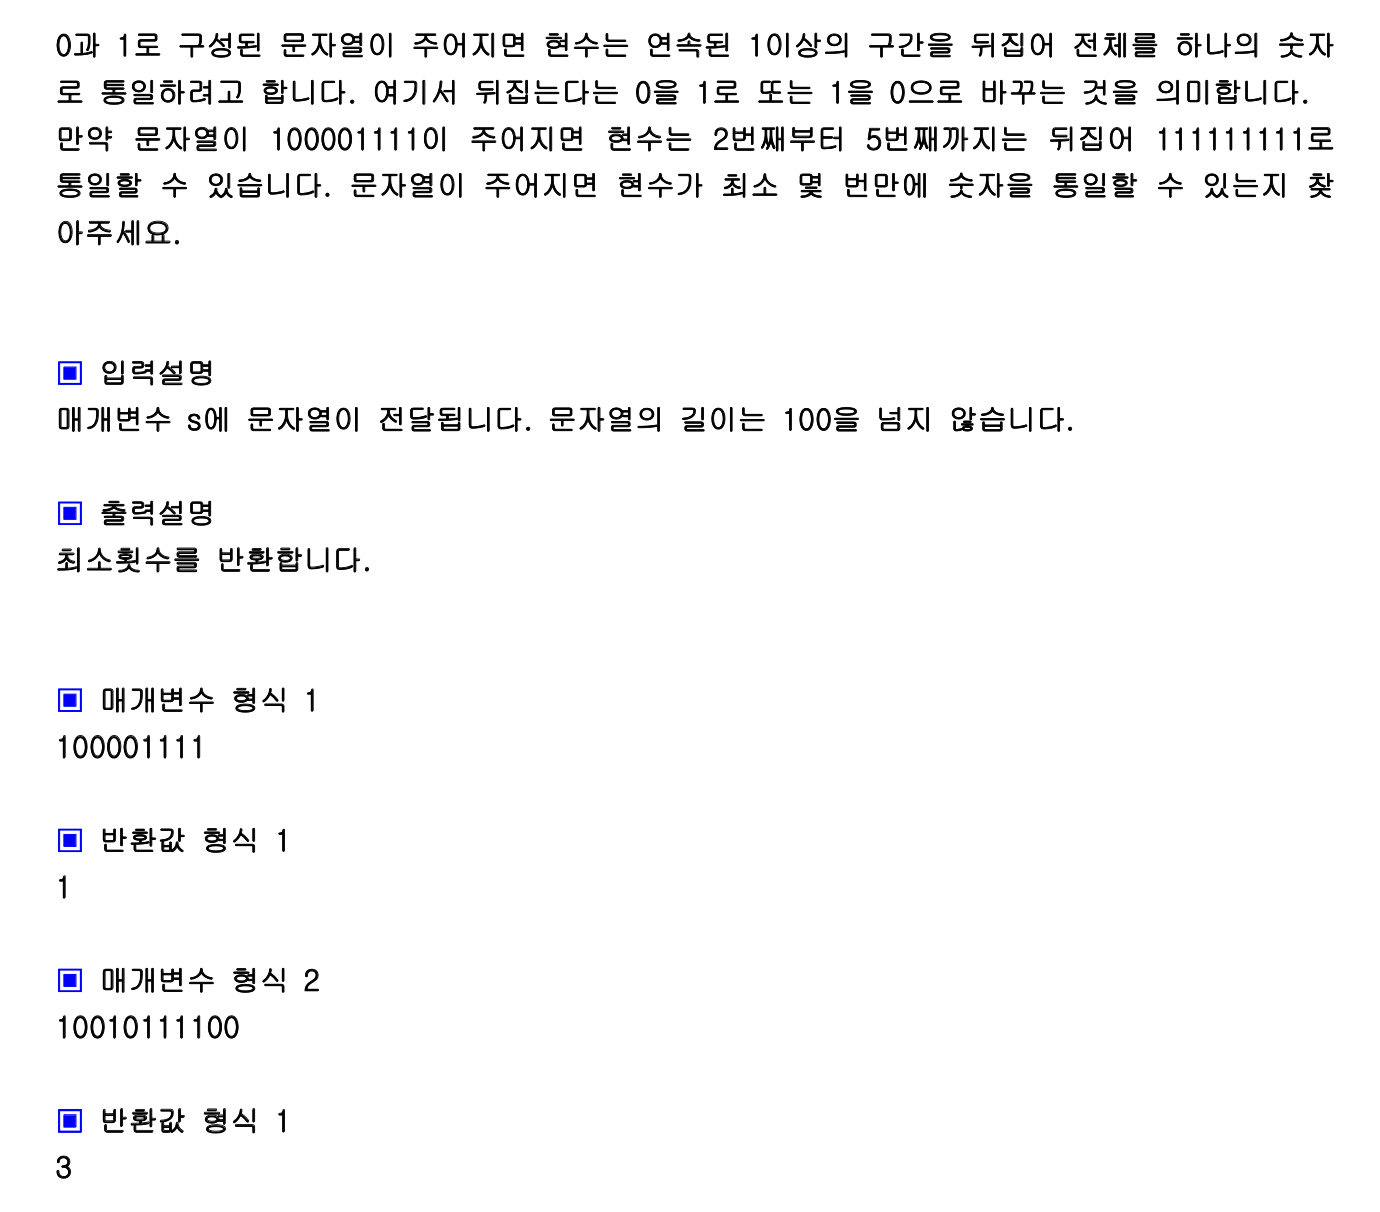 0과 1로 구성된 문자열이 주어지면 현수는 연속된 1이상의 구간을 뒤집어 전체를 하나의 숫자
로 통일하려고 합니다. 여기서 뒤집는다는 0을 1로 또는 1을 0으로 바꾸는 것을 의미합니다.
만약 문자열이 100001111이 주어지면 현수는 2번째부터 5번째까지는 뒤집어 111111111로
통일할 수 있습니다. 문자열이 주어지면 현수가 최소 몇 번만에 숫자을 통일할 수 있는지 찾
아주세요.
▣ 입력설명
매개변수 s에 문자열이 전달됩니다. 문자열의 길이는 100을 넘지 않습니다.
▣ 출력설명
최소횟수를 반환합니다.
▣ 매개변수 형식 1
100001111
▣ 반환값 형식 1
1
▣ 매개변수 형식 2
10010111100
▣ 반환값 형식 1
3